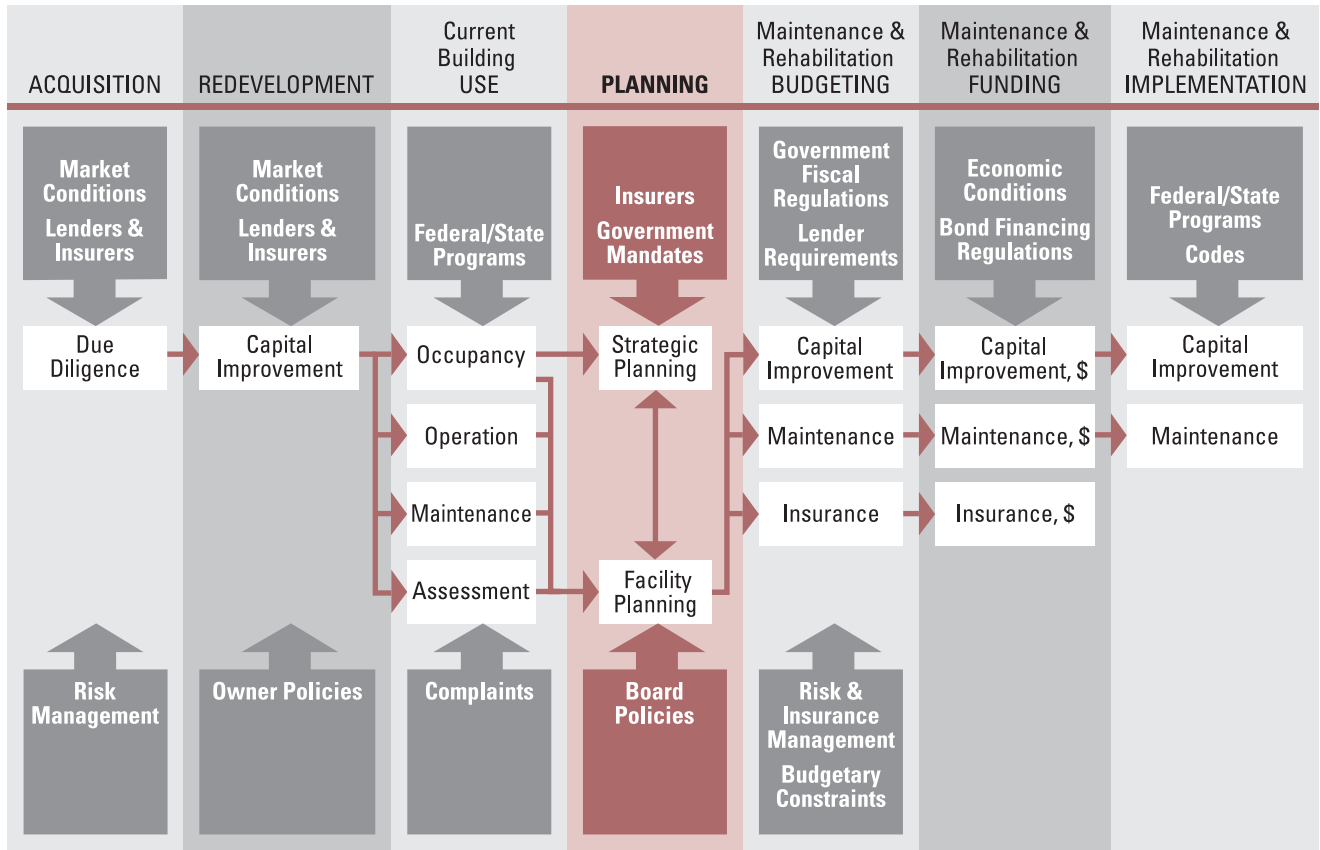 ACQUISITION
REDEVELOPMENT
Current
Building
USE
PLANNING
Maintenance &
Rehabilitation
BUDGETING
Maintenance &
Rehabilitation
FUNDING
Maintenance &
Rehabilitation
IMPLEMENTATION
Market
Conditions
Lenders &
Insurers
Market
Conditions
Lenders &
Insurers
Federal/State
Programs
Insurers
Government
Mandates
Government
Fiscal
Regulations
Lender
Requirements
Economic
Conditions
Bond Financing
Regulations
Federal/State
Programs
Codes
Due
Diligence
Capital
Improvement
Occupancy
Strategic
Planning
Capital
Improvement
Capital
Improvement, $
Capital
Improvement
Operation
Maintenance
Maintenance, $
Maintenance
Maintenance
Insurance
Insurance, $
Assessment
Facility
Planning
Risk
Management
Owner Policies
Complaints
Board
Policies
Risk &
Insurance
Management
Budgetary
Constraints